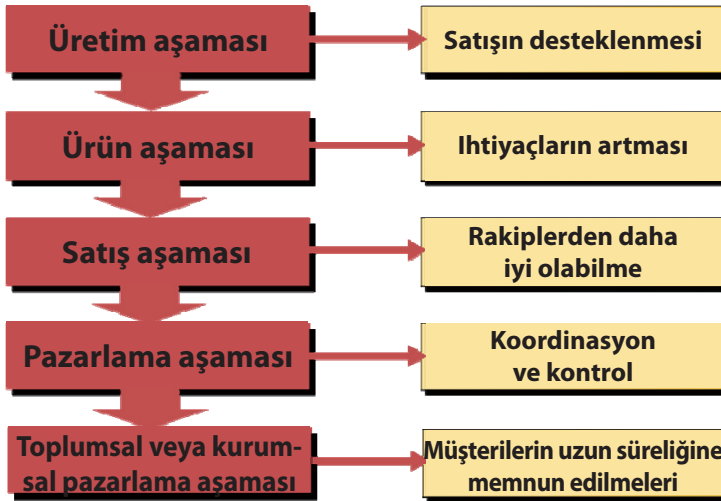 Üretim aşaması
Satışın desteklenmesi
Ürün aşaması
Ihtiyaçların artması
Satış aşaması
Rakiplerden daha
iyi olabilme
Pazarlama aşaması
Koordinasyon
ve kontrol
Toplumsal veya kurum-
sal pazarlama aşaması
Müşterilerin uzun süreliğine
memnun edilmeleri